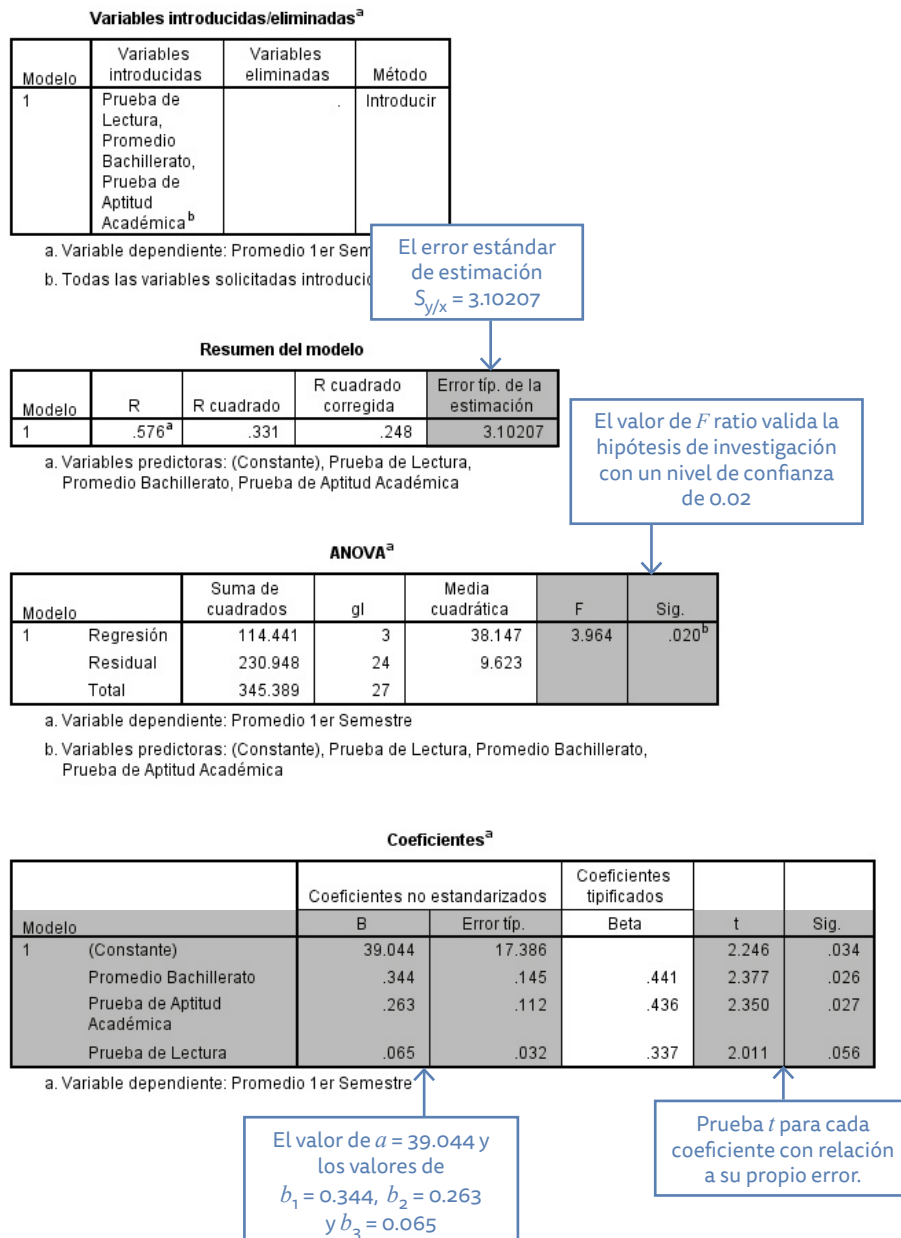 Variables introducidas/eliminadas^a
Modelo Variables introducidas Variables eliminadas Método
1 Prueba de Lectura, Promedio Bachillerato, Prueba de Aptitud Académica^b . Introducir
a. Variable dependiente: Promedio 1er Sem
b. Todas las variables solicitadas
El error estándar
de estimación
S_y/x = 3.10207
Resumen del modelo
Modelo R R cuadrado R cuadrado corregida Error típ. de la estimación
1 .576^a .331 .248 3.10207
a. Variables predictoras: (Constante), Prueba de Lectura,
Promedio Bachillerato, Prueba de Aptitud Académica
El valor de F ratio valida la
hipótesis de investigación
con un nivel de confianza
de 0.02
ANOVA^a
Modelo Suma de cuadrados gl Media cuadrática F Sig.
1 Regresión 114.441 3 38.147 3.964 .020^b
Residual 230.948 24 9.623
Total 345.389 27
a. Variable dependiente: Promedio 1er Semestre
b. Variables predictoras: (Constante), Prueba de Lectura, Promedio Bachillerato,
Prueba de Aptitud Académica
Coeficientes^a
Modelo Coeficientes no estandarizados Coeficientes tipificados t Sig.
B Error típ. Beta
1 (Constante) 39.044 17.386 2.246 .034
Promedio Bachillerato .344 .145 .441 2.377 .026
Prueba de Aptitud Académica .263 .112 .436 2.350 .027
Prueba de Lectura .065 .032 .337 2.011 .056
a. Variable dependiente: Promedio 1er Semestre
El valor de a = 39.044 y
los valores de
b₁ = 0.344, b₂ = 0.263
y b₃ = 0.065
Prueba t para cada
coeficiente con relación
a su propio error.